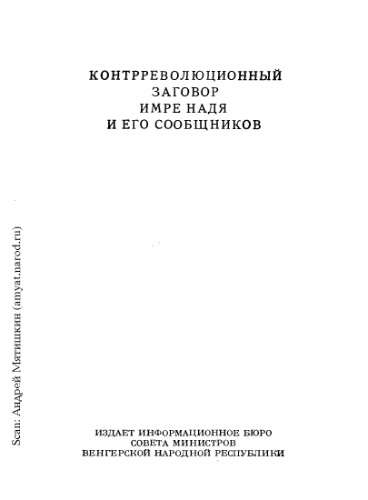 КОНТРРЕВОЛЮЦИОННЫЙ
ЗАГОВОР
ИМРЕ НАДЯ
И ЕГО СООБЩНИКОВ
Scan: Андрей Мятишкин (amyat.narod.ru)
ИЗДАЕТ ИНФОРМАЦИОННОЕ БЮРО
СОВЕТА МИНИСТРОВ
ВЕНГЕРСКОЙ НАРОДНОЙ РЕСПУБЛИКИ